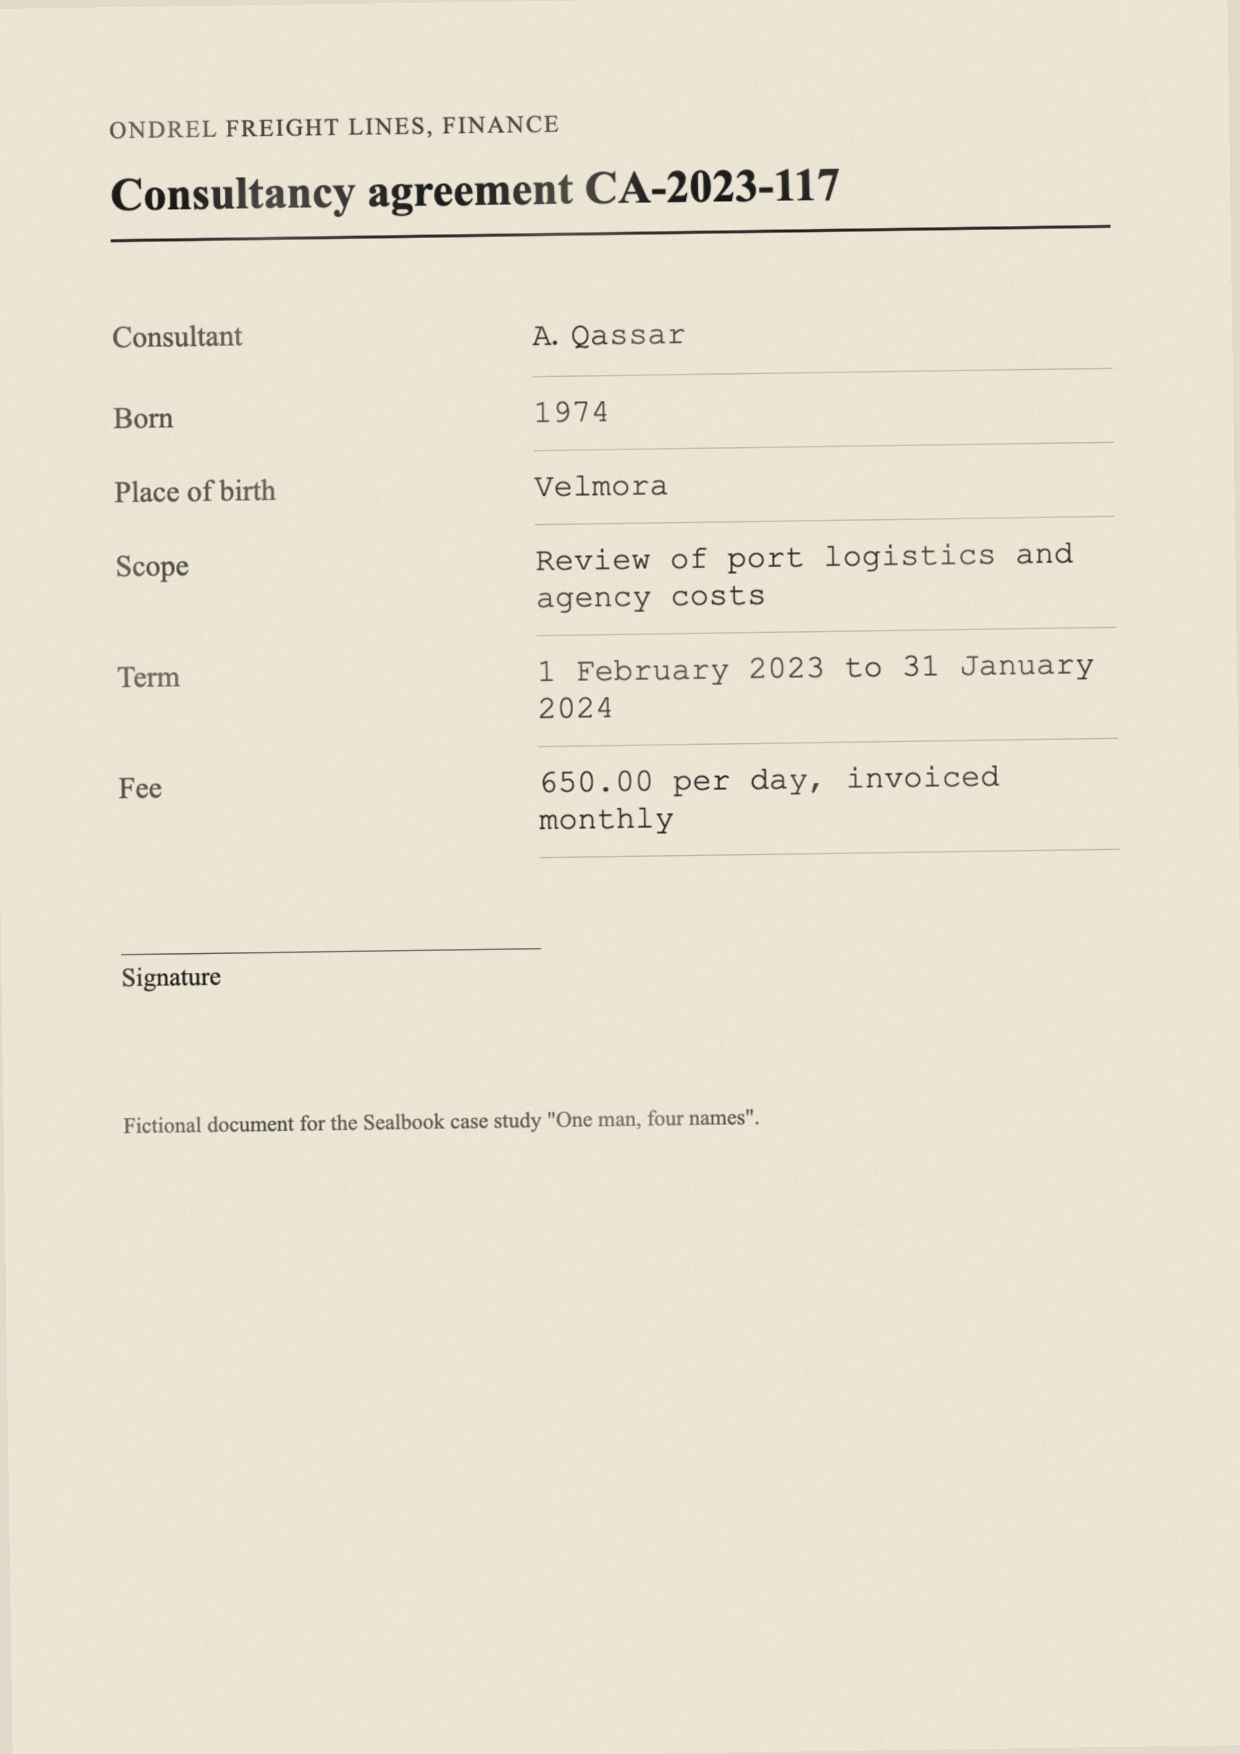 ONDREL FREIGHT LINES, FINANCE
Consultancy agreement CA-2023-117
Consultant
A. Qassar
Born
1974
Place of birth
Velmora
Scope
Review of port logistics and
agency costs
Term
1 February 2023 to 31 January
2024
Fee
650.00 per day, invoiced
monthly
Signature
Fictional document for the Sealbook case study "One man, four names".